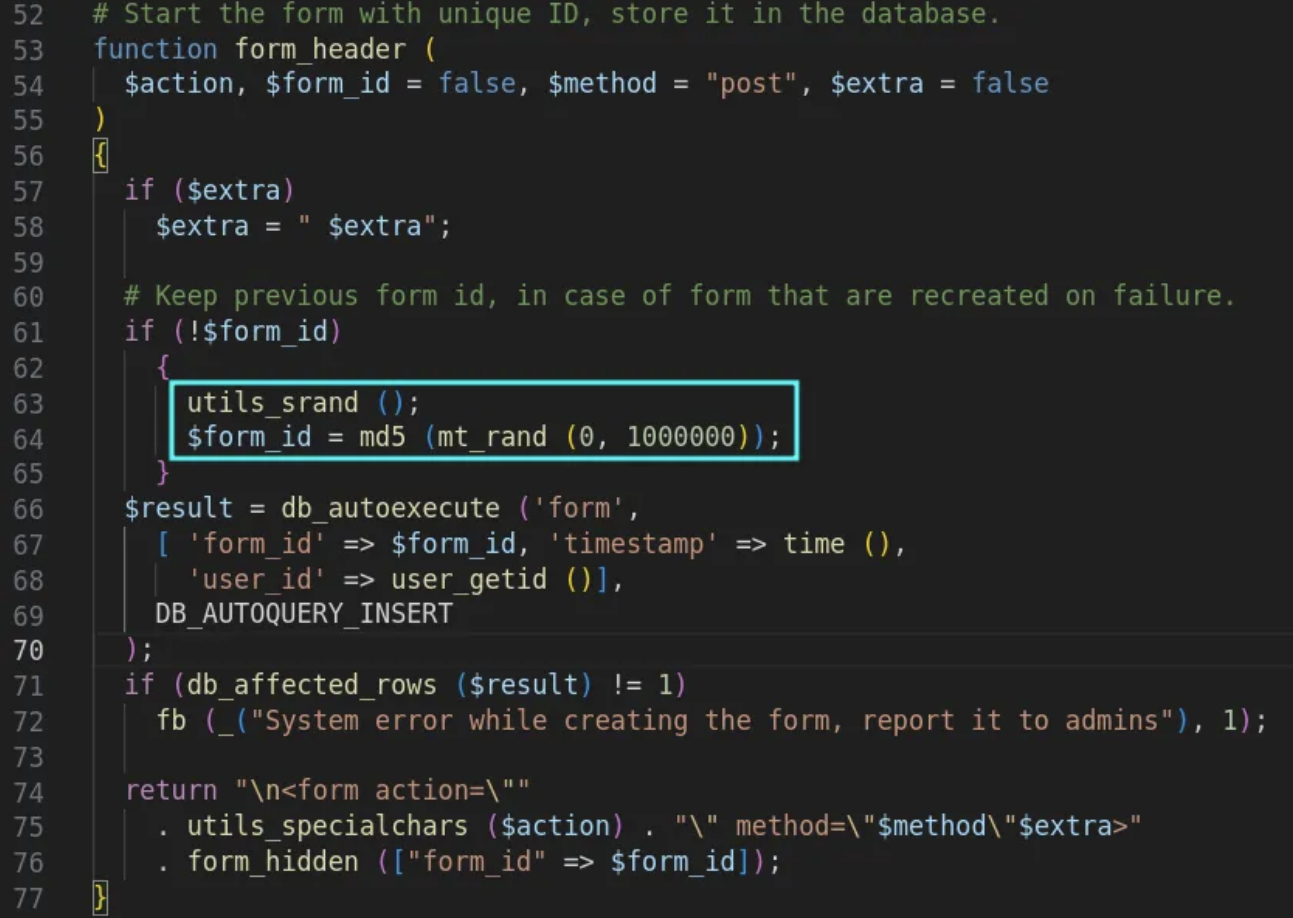 52 # Start the form with unique ID, store it in the database.
53 function form_header (
54 $action, $form_id = false, $method = "post", $extra = false
55 )
56 {
57 if ($extra)
58 $extra = " $extra";
59
60 # Keep previous form id, in case of form that are recreated on failure.
61 if (!$form_id)
62 {
63 utils_srand ();
64 $form_id = md5 (mt_rand (0, 1000000));
65 }
66 $result = db_autoexecute ('form',
67 [ 'form_id' => $form_id, 'timestamp' => time (),
68 'user_id' => user_getid ()],
69 DB_AUTOQUERY_INSERT
70 );
71 if (db_affected_rows ($result) != 1)
72 fb (_("System error while creating the form, report it to admins"), 1);
73
74 return "\n<form action=\""
75 . utils_specialchars ($action) . "\" method=\"$method\"$extra>"
76 . form_hidden (["form_id" => $form_id]);
77 }